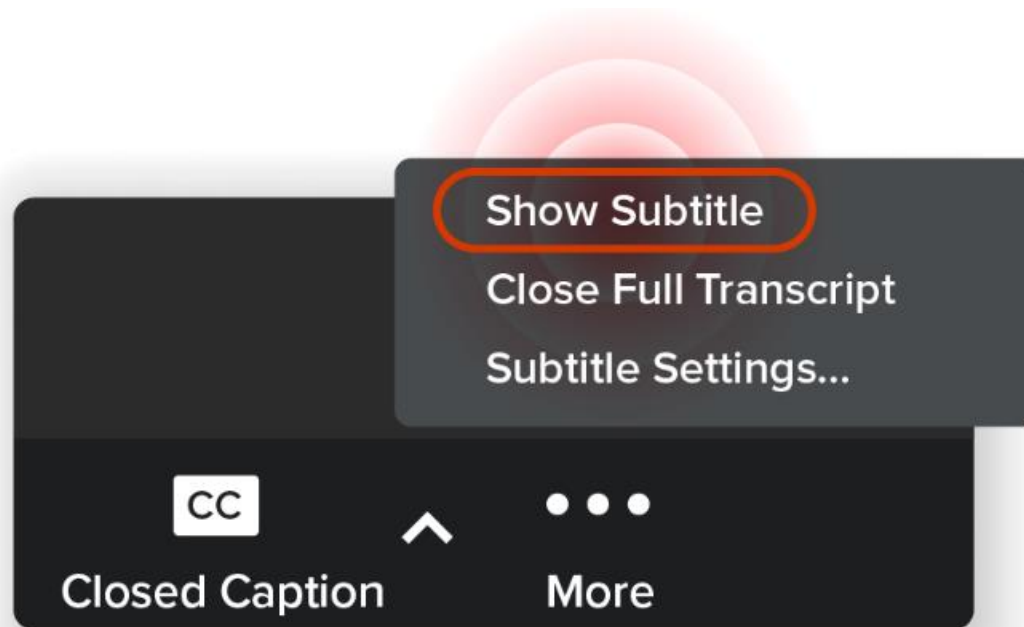 Show Subtitle
Close Full Transcript
Subtitle Settings...
CC
Closed Caption
More